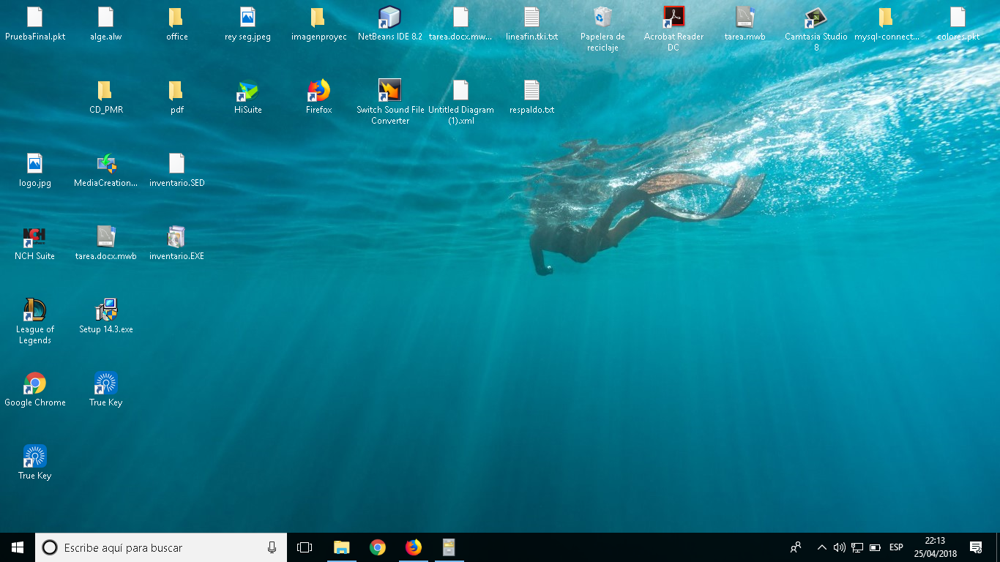 PruebaFinal.pkt
alge.alw
office
rey seg.jpeg
imagenproyec
NetBeans IDE 8.2
tarea.docx.mw...
lineafin.tki.txt
Papelera de
reciclaje
Acrobat Reader
DC
tarea.mwb
Camtasia Studio
8
mysql-connect...
colores.pkt
CD_PMR
pdf
HiSuite
Firefox
Switch Sound File
Converter
Untitled Diagram
(1).xml
respaldo.txt
logo.jpg
MediaCreation...
inventario.SED
NCH
NCH Suite
tarea.docx.mwb
inventario.EXE
League of
Legends
Setup 14.3.exe
Google Chrome
True Key
True Key
Escribe aquí para buscar
ESP
22:13
25/04/2018